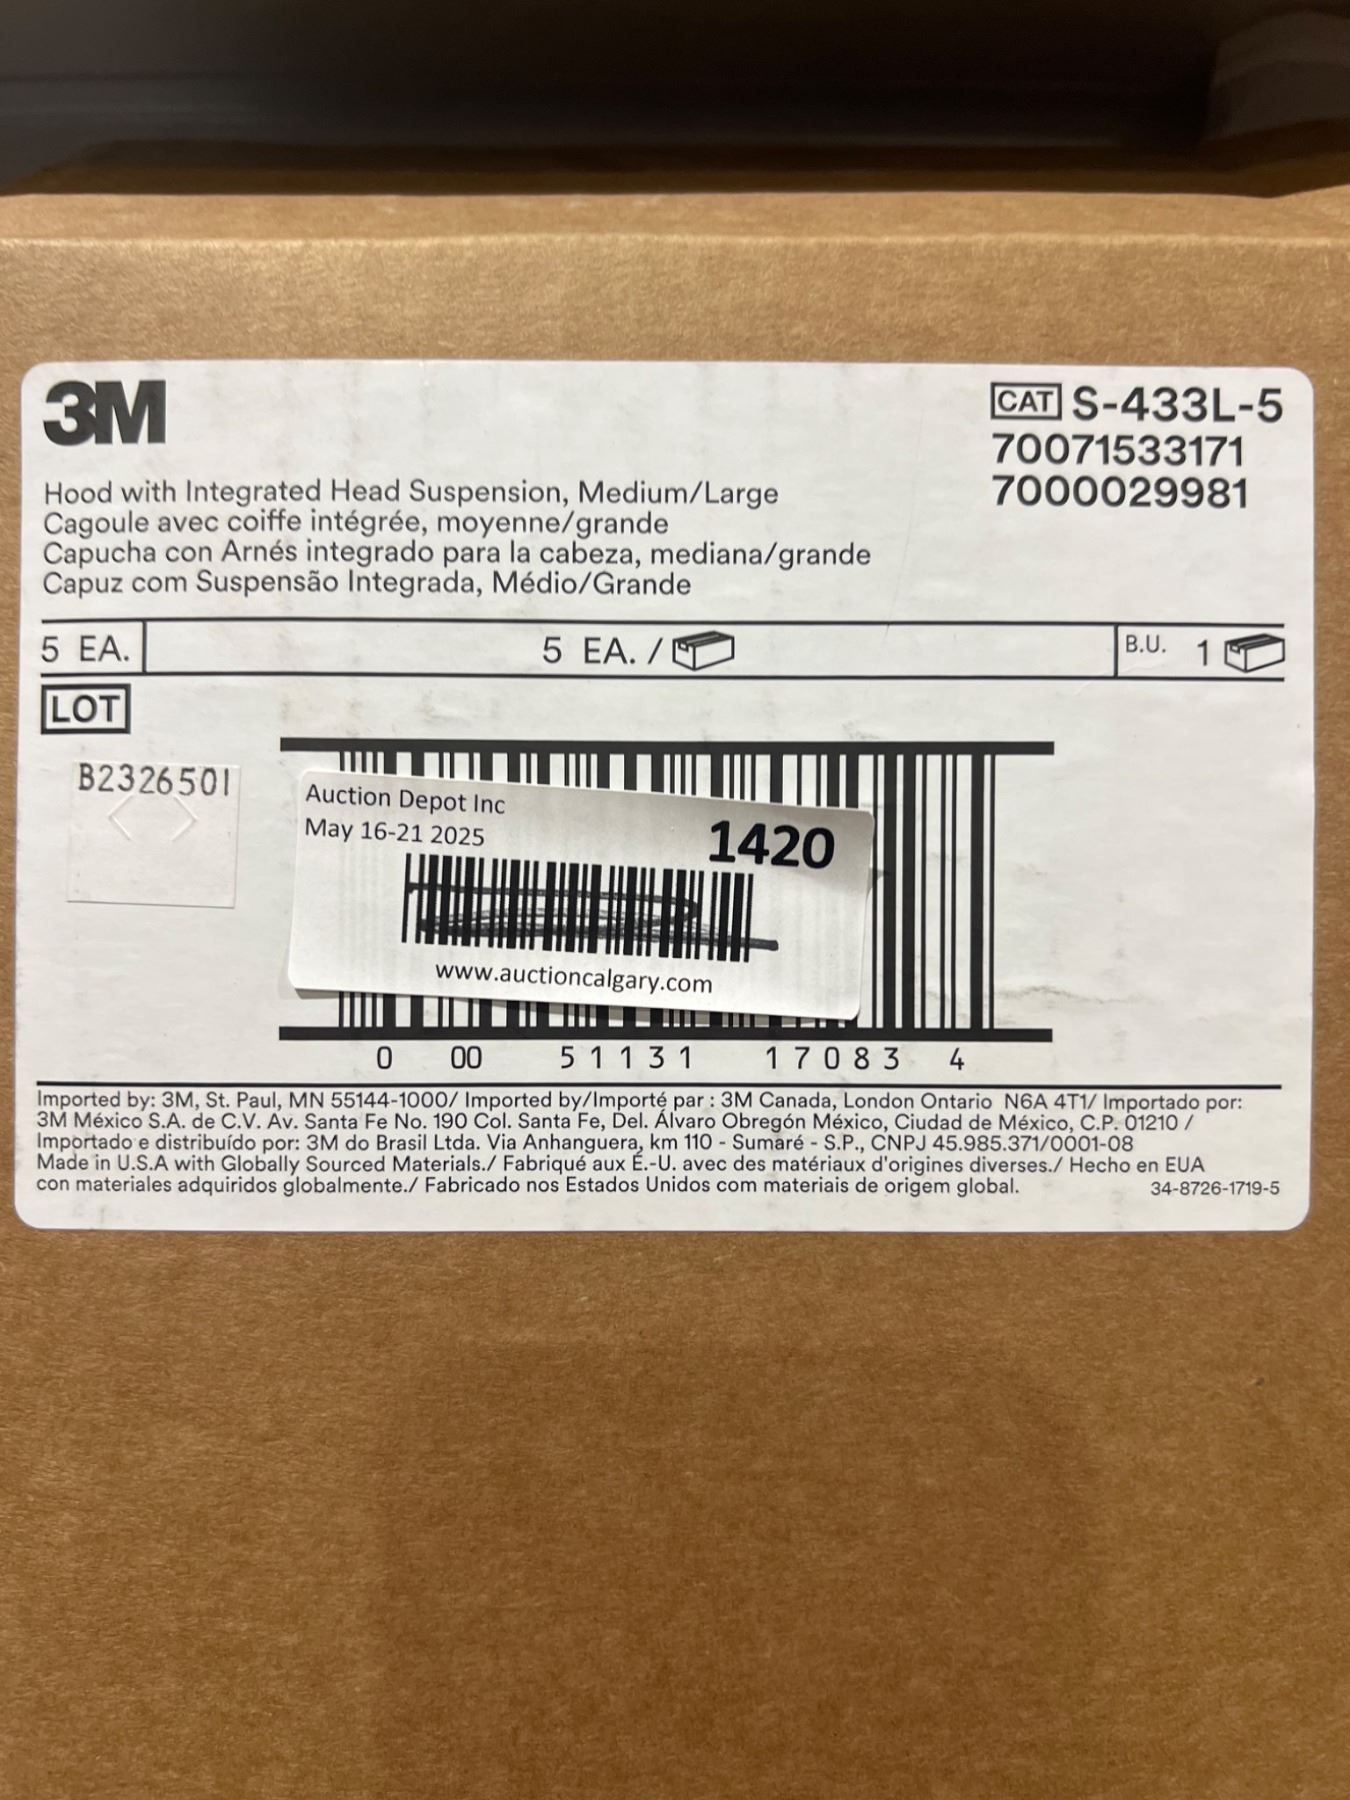 3M
CAT S-433L-5
70071533171
7000029981
Hood with Integrated Head Suspension, Medium/Large
Cagoule avec coiffe intégrée, moyenne/grande
Capucha con Arnés integrado para la cabeza, mediana/grande
Capuz com Suspensão Integrada, Médio/Grande
5 EA.
5 EA. /
B.U. 1
LOT
B2326501
Auction Depot Inc
May 16-21 2025
1420
www.auctioncalgary.com
0 00 51131 17083 4
Imported by: 3M, St. Paul, MN 55144-1000/ Imported by/Importé par : 3M Canada, London Ontario N6A 4T1/ Importado por:
3M México S.A. de C.V. Av. Santa Fe No. 190 Col. Santa Fe, Del. Álvaro Obregón México, Ciudad de México, C.P. 01210 /
Importado e distribuído por: 3M do Brasil Ltda. Via Anhanguera, km 110 - Sumaré - S.P., CNPJ 45.985.371/0001-08
Made in U.S.A with Globally Sourced Materials./ Fabriqué aux É.-U. avec des matériaux d'origines diverses./ Hecho en EUA
con materiales adquiridos globalmente./ Fabricado nos Estados Unidos com materiais de origem global.
34-8726-1719-5